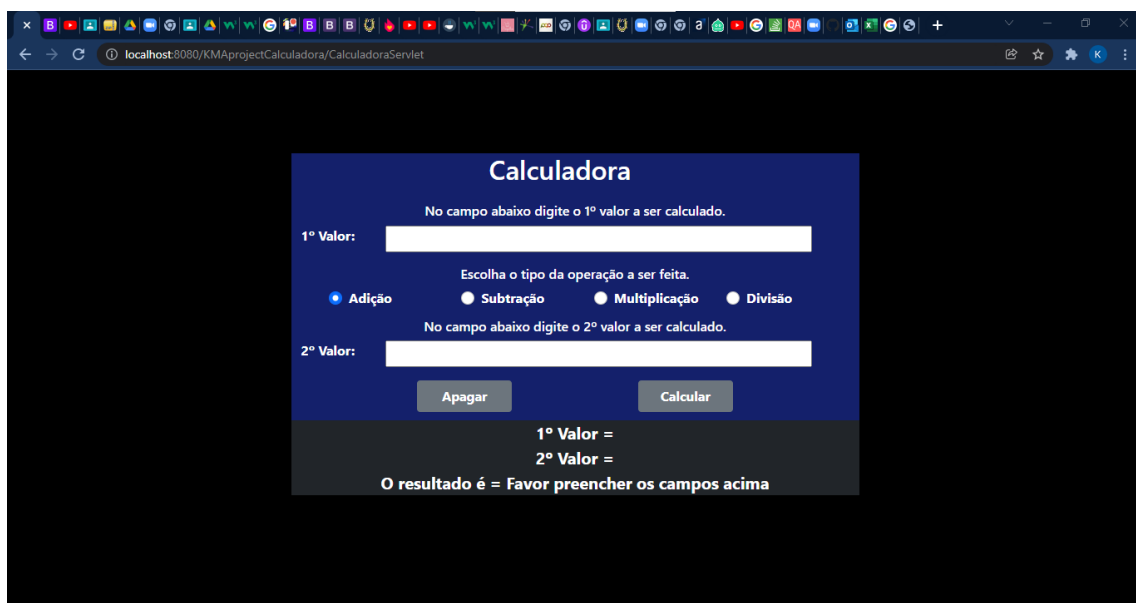 localhost:8080/KMAprojectCalculadora/CalculadoraServlet
K
Calculadora
No campo abaixo digite o 1º valor a ser calculado.
1º Valor:
Escolha o tipo da operação a ser feita.
Adição Subtração Multiplicação Divisão
No campo abaixo digite o 2º valor a ser calculado.
2º Valor:
Apagar Calcular
1º Valor =
2º Valor =
O resultado é = Favor preencher os campos acima